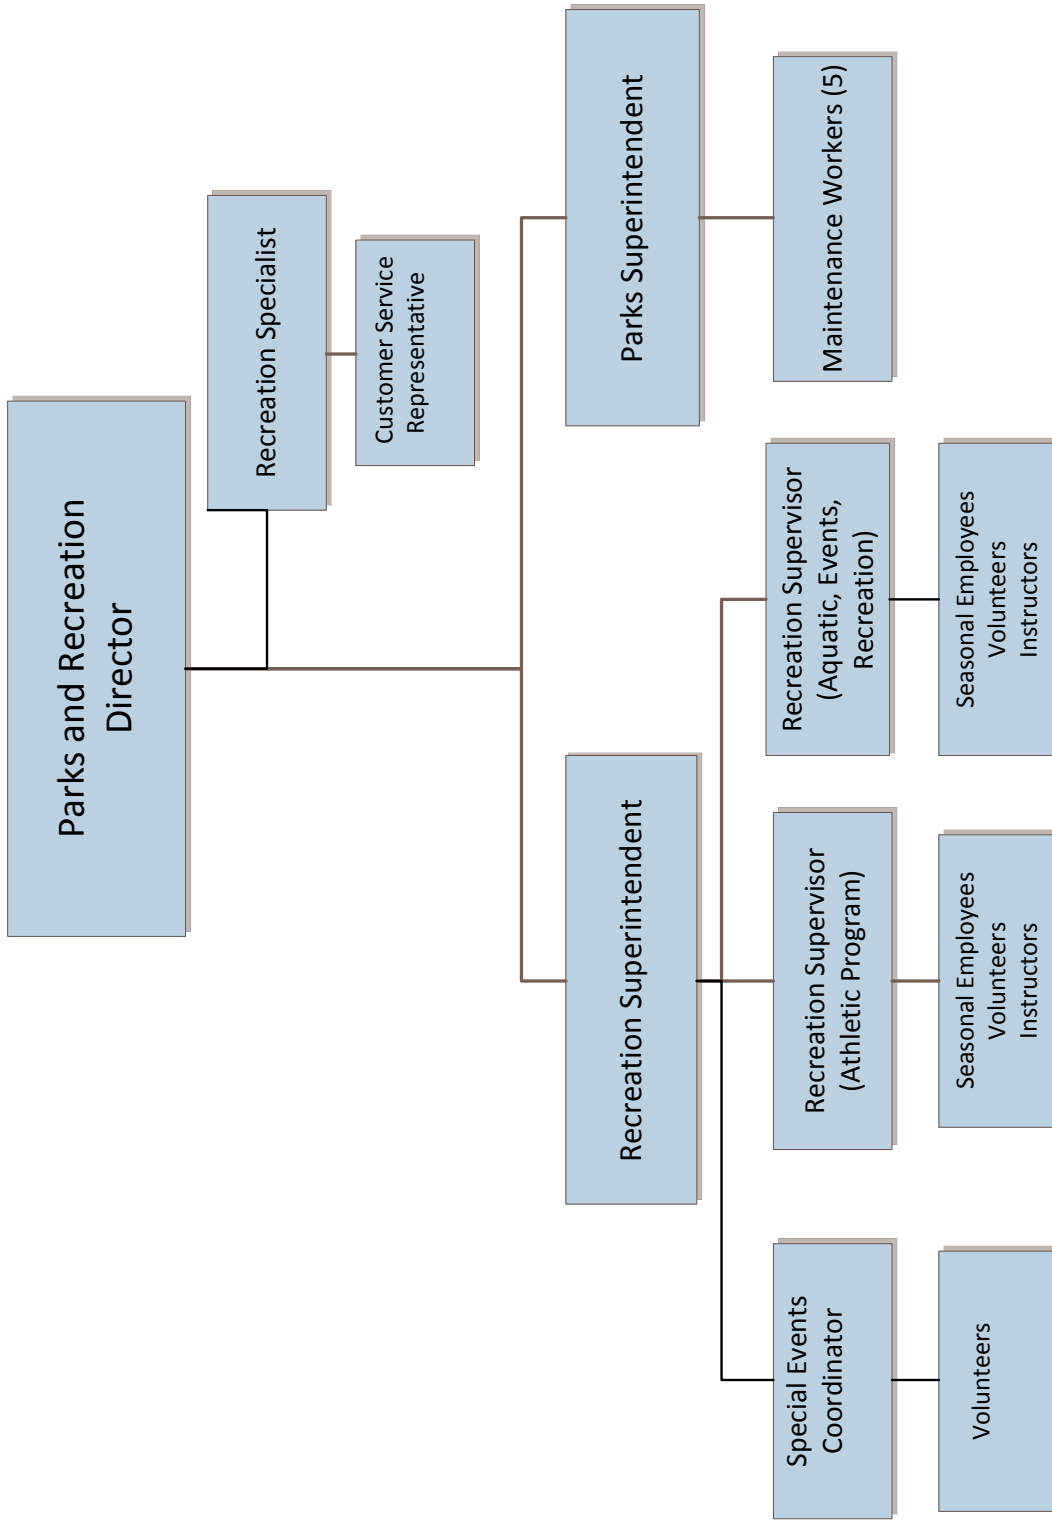 Parks and Recreation
Director
Recreation Specialist
Customer Service
Representative
Recreation Superintendent
Parks Superintendent
Special Events
Coordinator
Recreation Supervisor
(Athletic Program)
Recreation Supervisor
(Aquatic, Events,
Recreation)
Maintenance Workers (5)
Volunteers
Seasonal Employees
Volunteers
Instructors
Seasonal Employees
Volunteers
Instructors